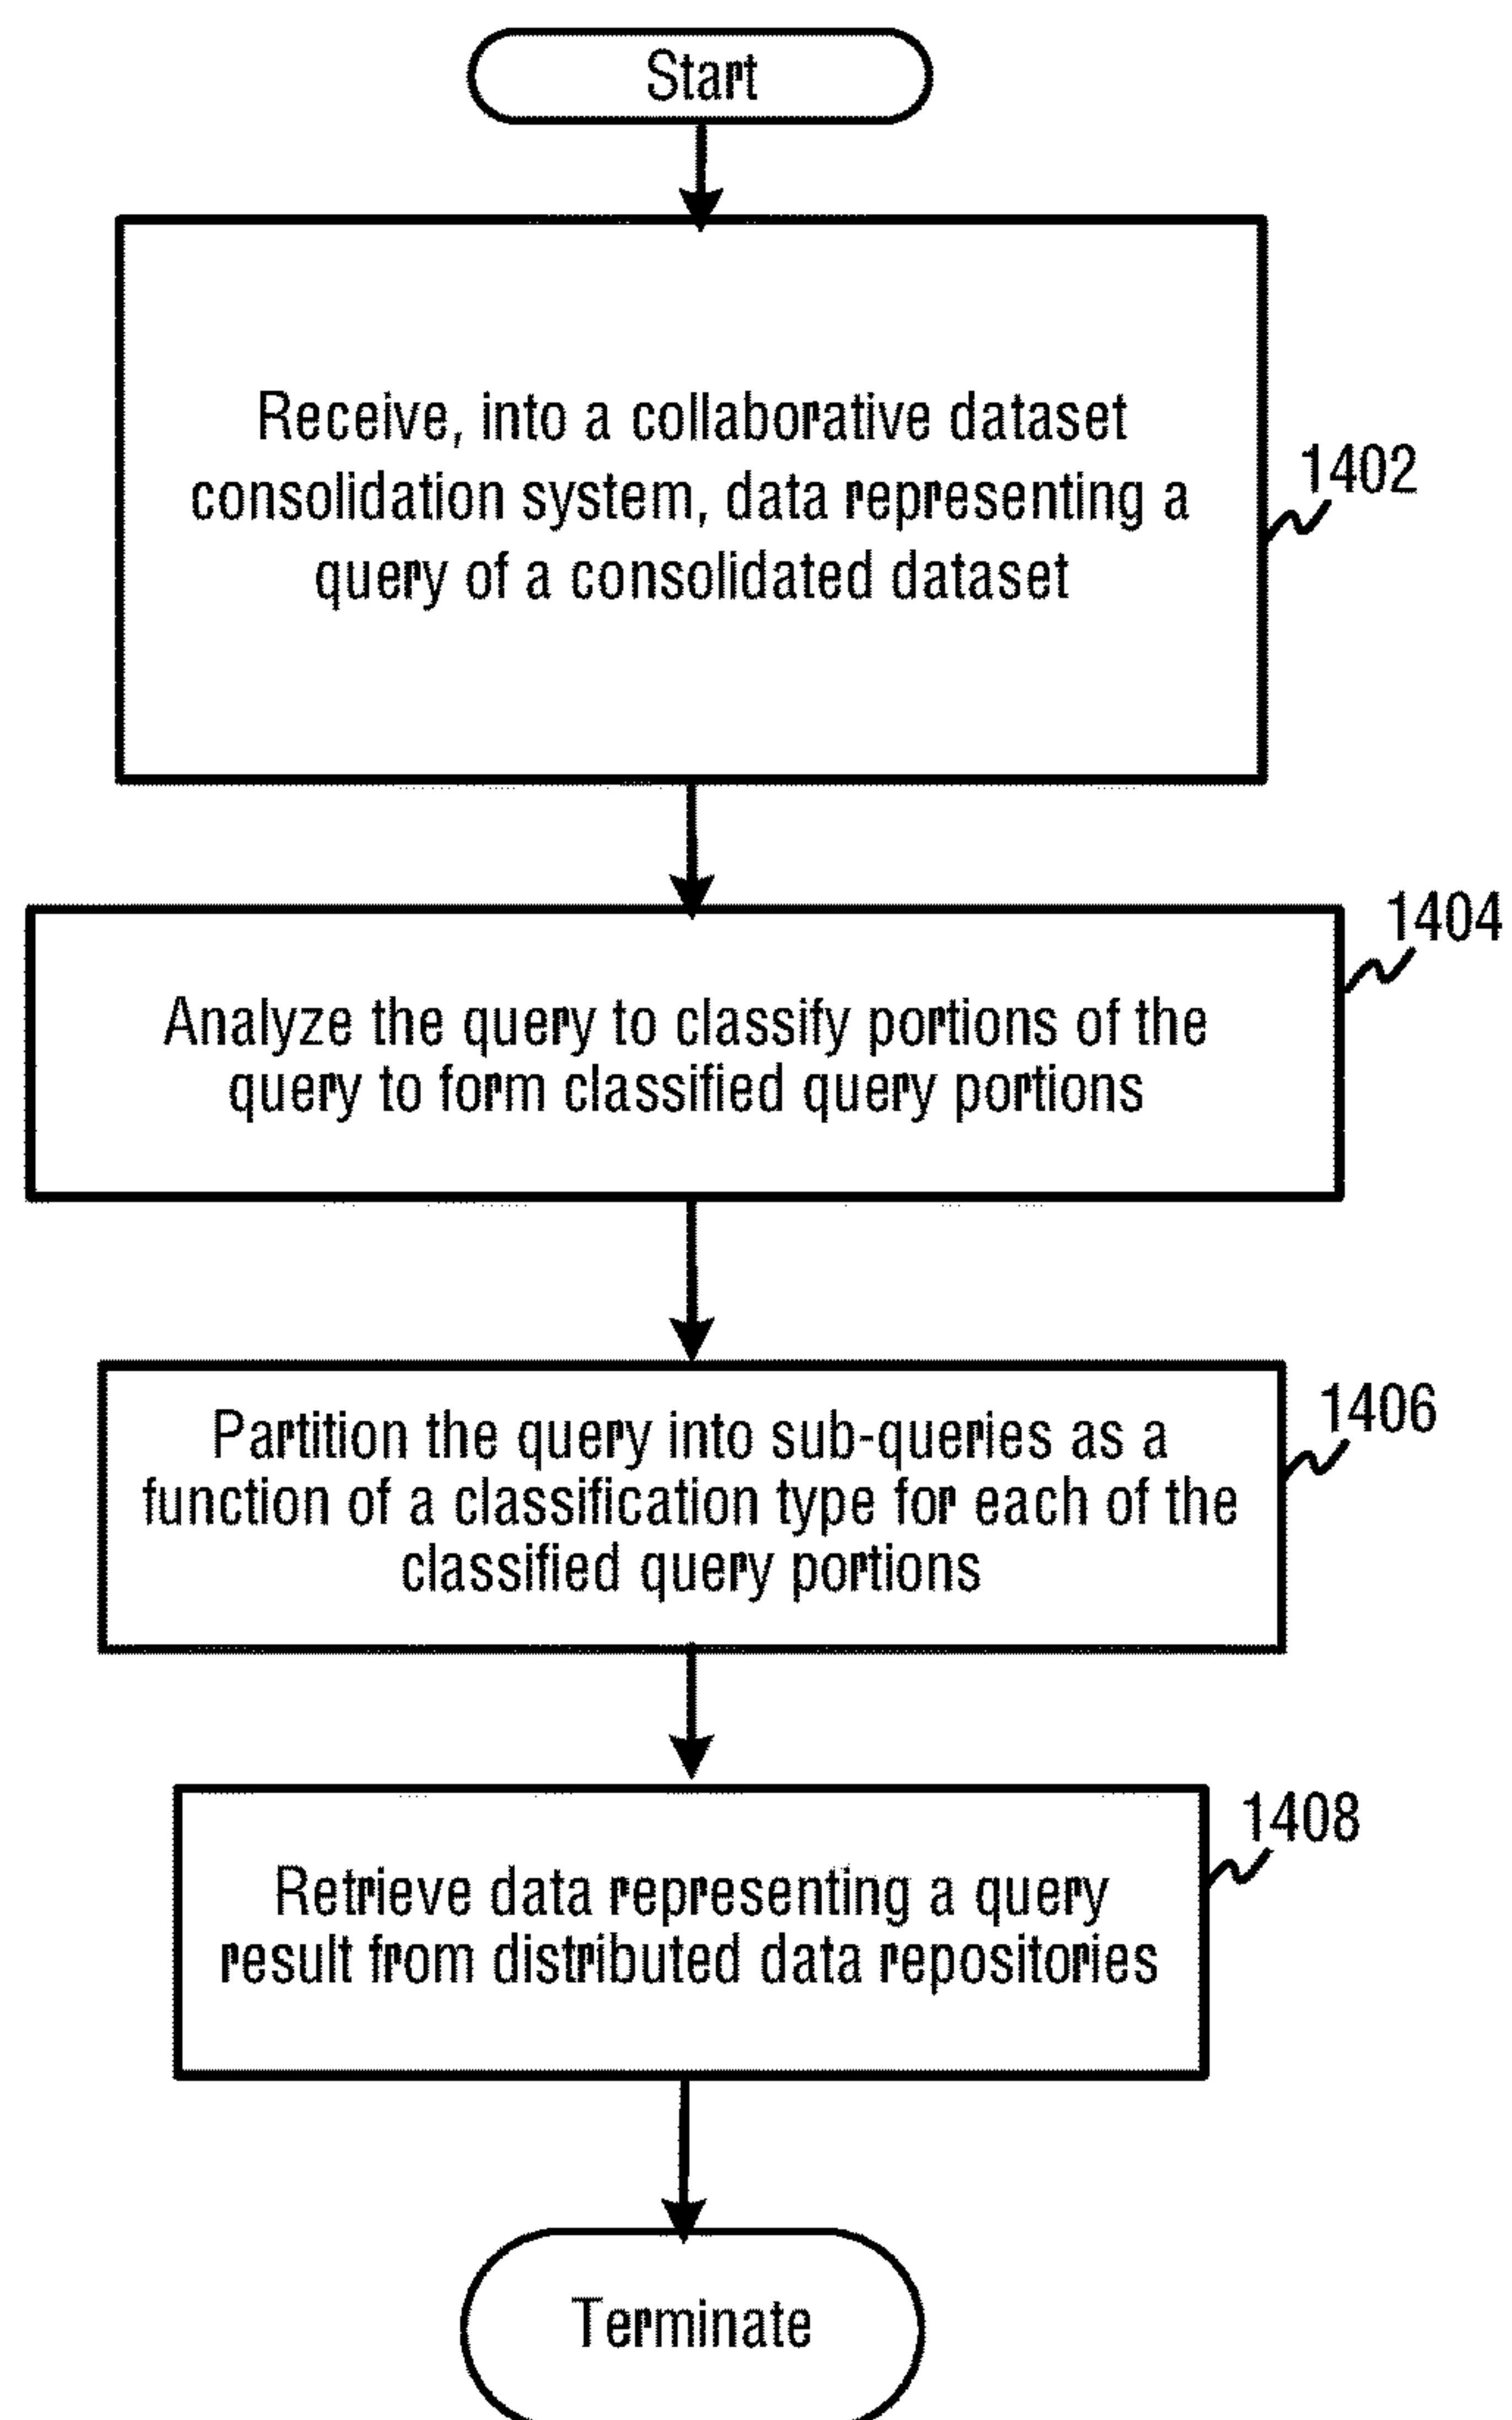 Start
Receive, into a collaborative dataset
consolidation system, data representing a
query of a consolidated dataset
1402
1404
Analyze the query to classify portions of the
query to form classified query portions
1406
Partition the query into sub-queries as a
function of a classification type for each of the
classified query portions
1408
Retrieve data representing a query
result from distributed data repositories
Terminate